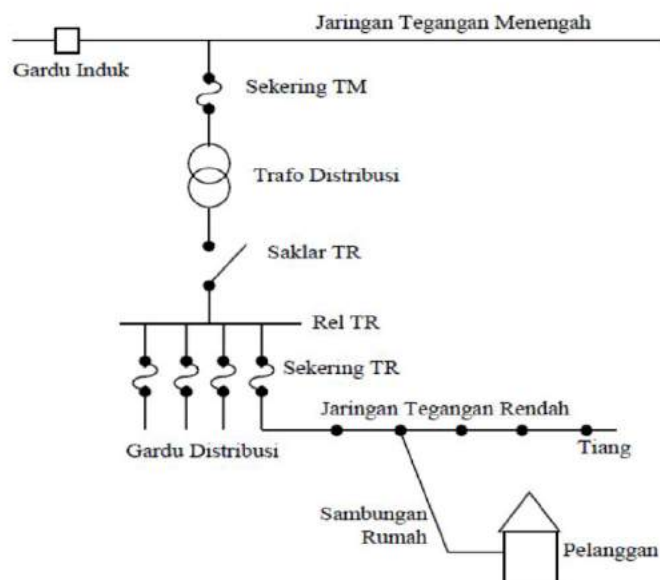 Jaringan Tegangan Menengah
Gardu Induk
Sekering TM
Trafo Distribusi
Saklar TR
Rel TR
Sekering TR
Jaringan Tegangan Rendah
Gardu Distribusi
Tiang
Sambungan
Rumah
Pelanggan